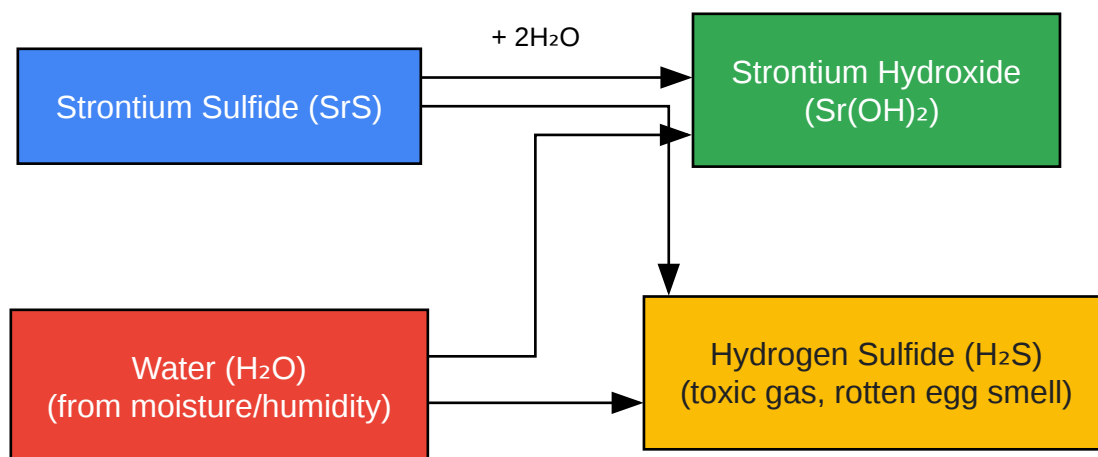 + 2H₂O
Strontium Sulfide (SrS)
Strontium Hydroxide
(Sr(OH)₂)
Water (H₂O)
(from moisture/humidity)
Hydrogen Sulfide (H₂S)
(toxic gas, rotten egg smell)